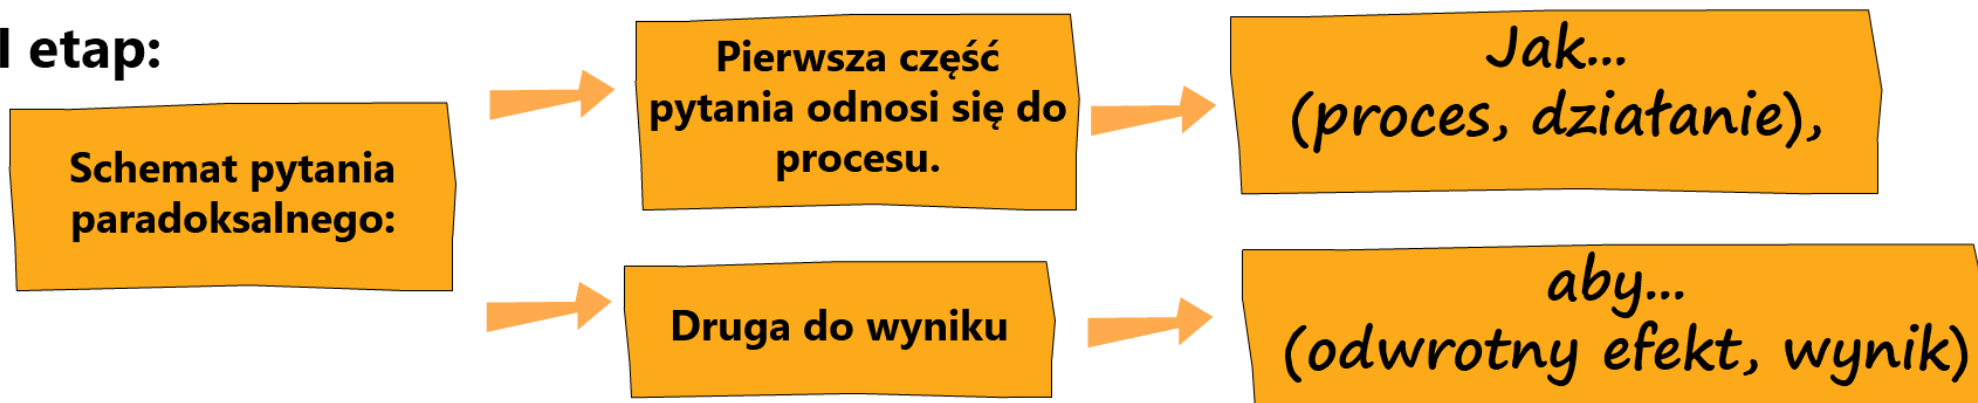 I etap:
Schemat pytania
paradoksalnego:
Pierwsza część
pytania odnosi się do
procesu.
Jak...
(proces, działanie),
Druga do wyniku
aby...
(odwrotny efekt, wynik)